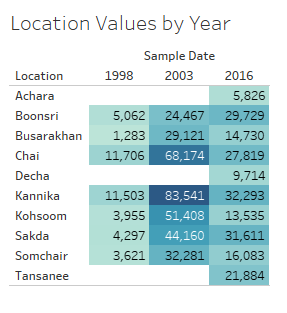 Location Values by Year
Sample Date
Location 1998 2003 2016
Achara 5,826
Boonsri 5,062 24,467 29,729
Busarakhan 1,283 29,121 14,730
Chai 11,706 68,174 27,819
Decha 9,714
Kannika 11,503 83,541 32,293
Kohsoom 3,955 51,408 13,535
Sakda 4,297 44,160 31,611
Somchair 3,621 32,281 16,083
Tansanee 21,884